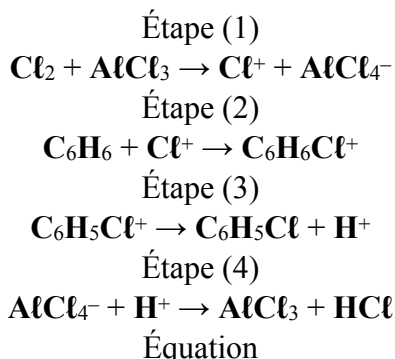 Étape (1)
Cℓ₂ + AℓCℓ₃ → Cℓ⁺ + AℓCℓ₄⁻
Étape (2)
C₆H₆ + Cℓ⁺ → C₆H₆Cℓ⁺
Étape (3)
C₆H₅Cℓ⁺ → C₆H₅Cℓ + H⁺
Étape (4)
AℓCℓ₄⁻ + H⁺ → AℓCℓ₃ + HCℓ
Équation